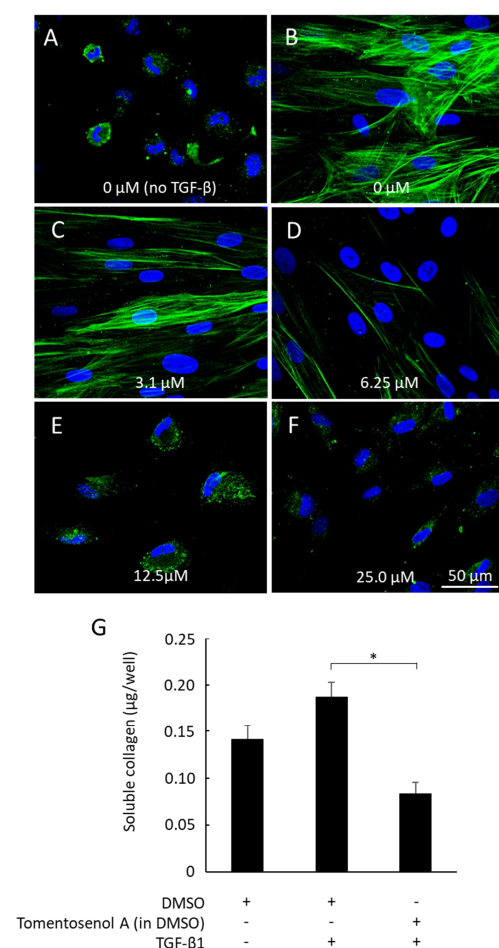 A
0 µM (no TGF-β)
B
0 µM
C
3.1 µM
D
6.25 µM
E
12.5µM
F
25.0 µM
50 µm
G
Soluble collagen (µg/well)
0.25
0.20
0.15
0.10
0.05
0
*
DMSO + + -
Tomentosenol A (in DMSO) - - +
TGF-β1 - + +